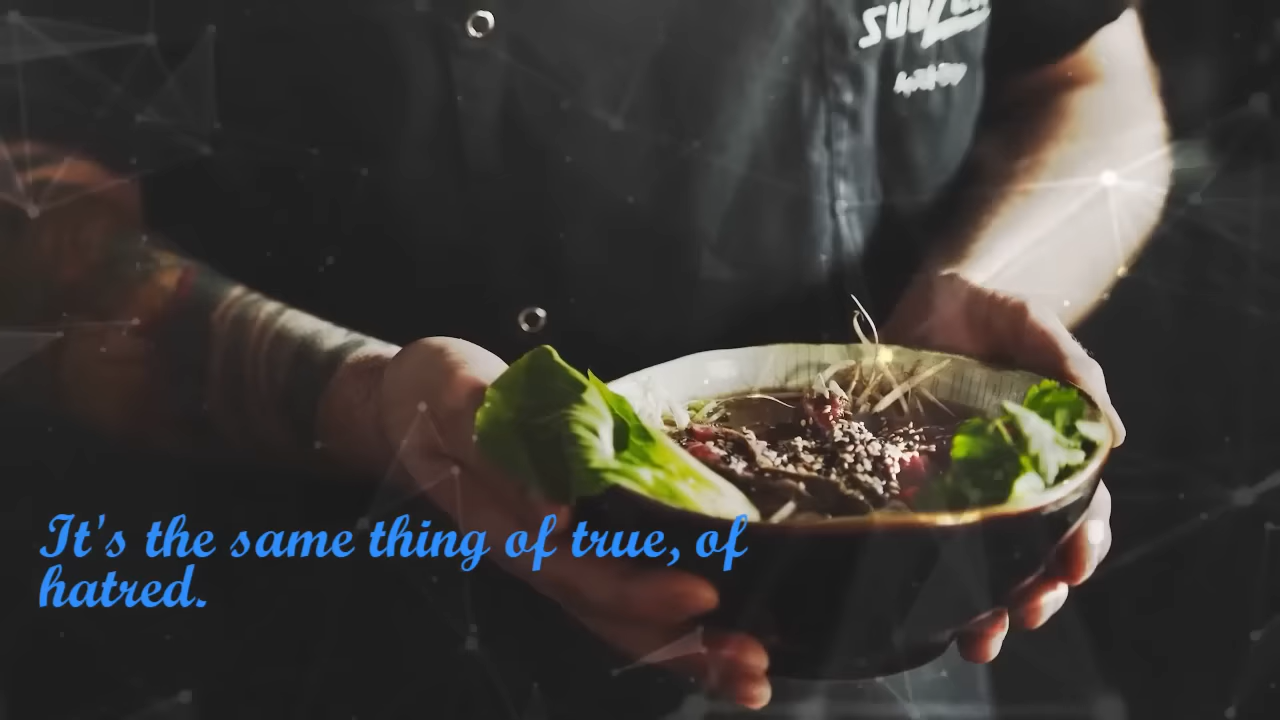 It's the same thing of true, of
hatred.